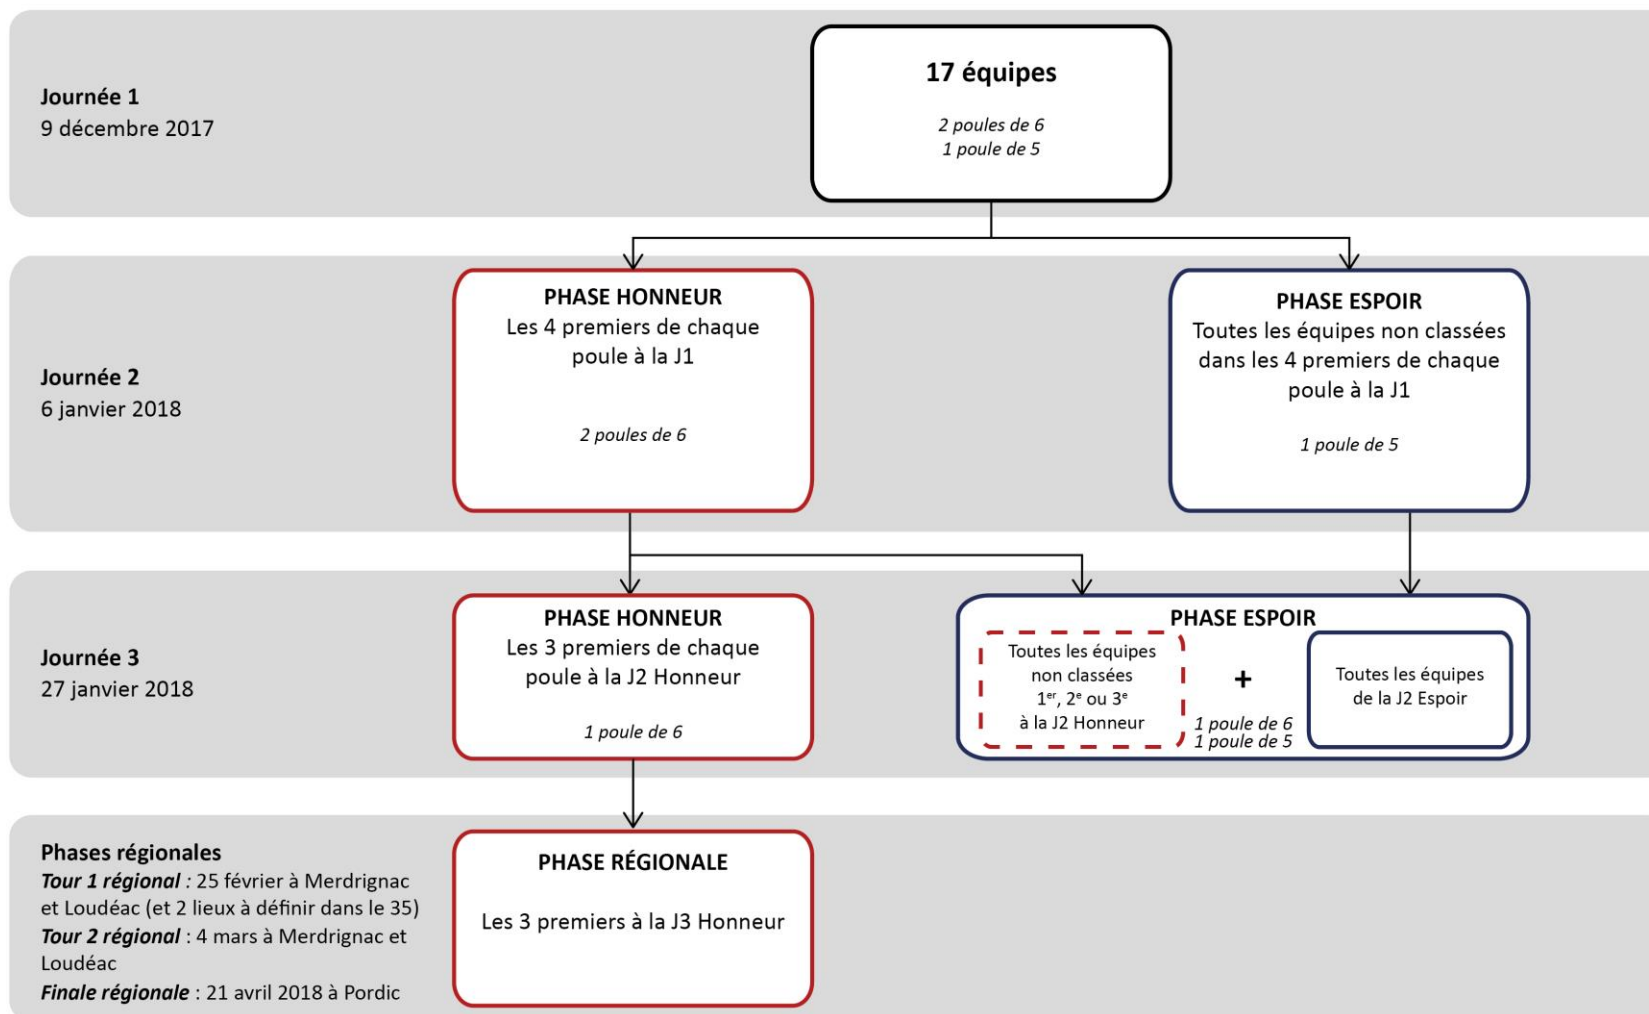 Journée 1
9 décembre 2017
17 équipes
2 poules de 6
1 poule de 5
Journée 2
6 janvier 2018
PHASE HONNEUR
Les 4 premiers de chaque
poule à la J1
2 poules de 6
PHASE ESPOIR
Toutes les équipes non classées
dans les 4 premiers de chaque
poule à la J1
1 poule de 5
Journée 3
27 janvier 2018
PHASE HONNEUR
Les 3 premiers de chaque
poule à la J2 Honneur
1 poule de 6
PHASE ESPOIR
Toutes les équipes
non classées
1er, 2e ou 3e
à la J2 Honneur
+
1 poule de 6
1 poule de 5
Toutes les équipes
de la J2 Espoir
Phases régionales
Tour 1 régional : 25 février à Merdrignac
et Loudéac (et 2 lieux à définir dans le 35)
Tour 2 régional : 4 mars à Merdrignac et
Loudéac
Finale régionale : 21 avril 2018 à Pordic
PHASE RÉGIONALE
Les 3 premiers à la J3 Honneur